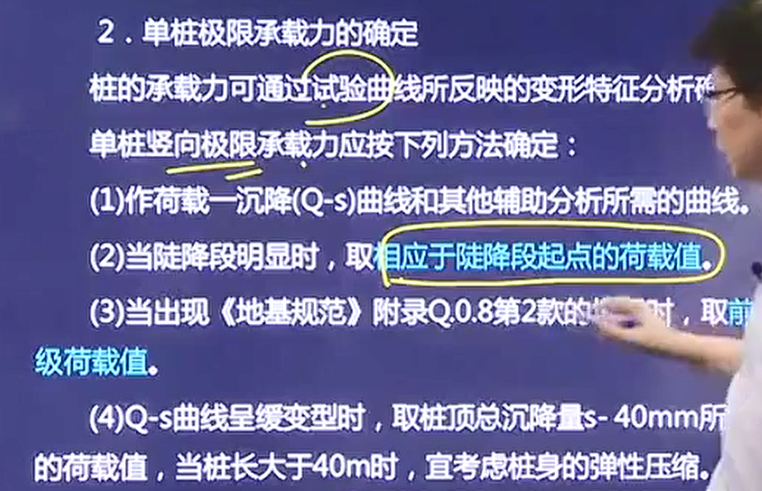 2．单桩极限承载力的确定
桩的承载力可通过试验曲线所反映的变形特征分析确
单桩竖向极限承载力应按下列方法确定：
(1)作荷载—沉降(Q-s)曲线和其他辅助分析所需的曲线。
(2)当陡降段明显时，取相应于陡降段起点的荷载值。
(3)当出现《地基规范》附录Q.0.8第2款的 时，取前
级荷载值。
(4)Q-s曲线呈缓变型时，取桩顶总沉降量s- 40mm所
的荷载值，当桩长大于40m时，宜考虑桩身的弹性压缩。